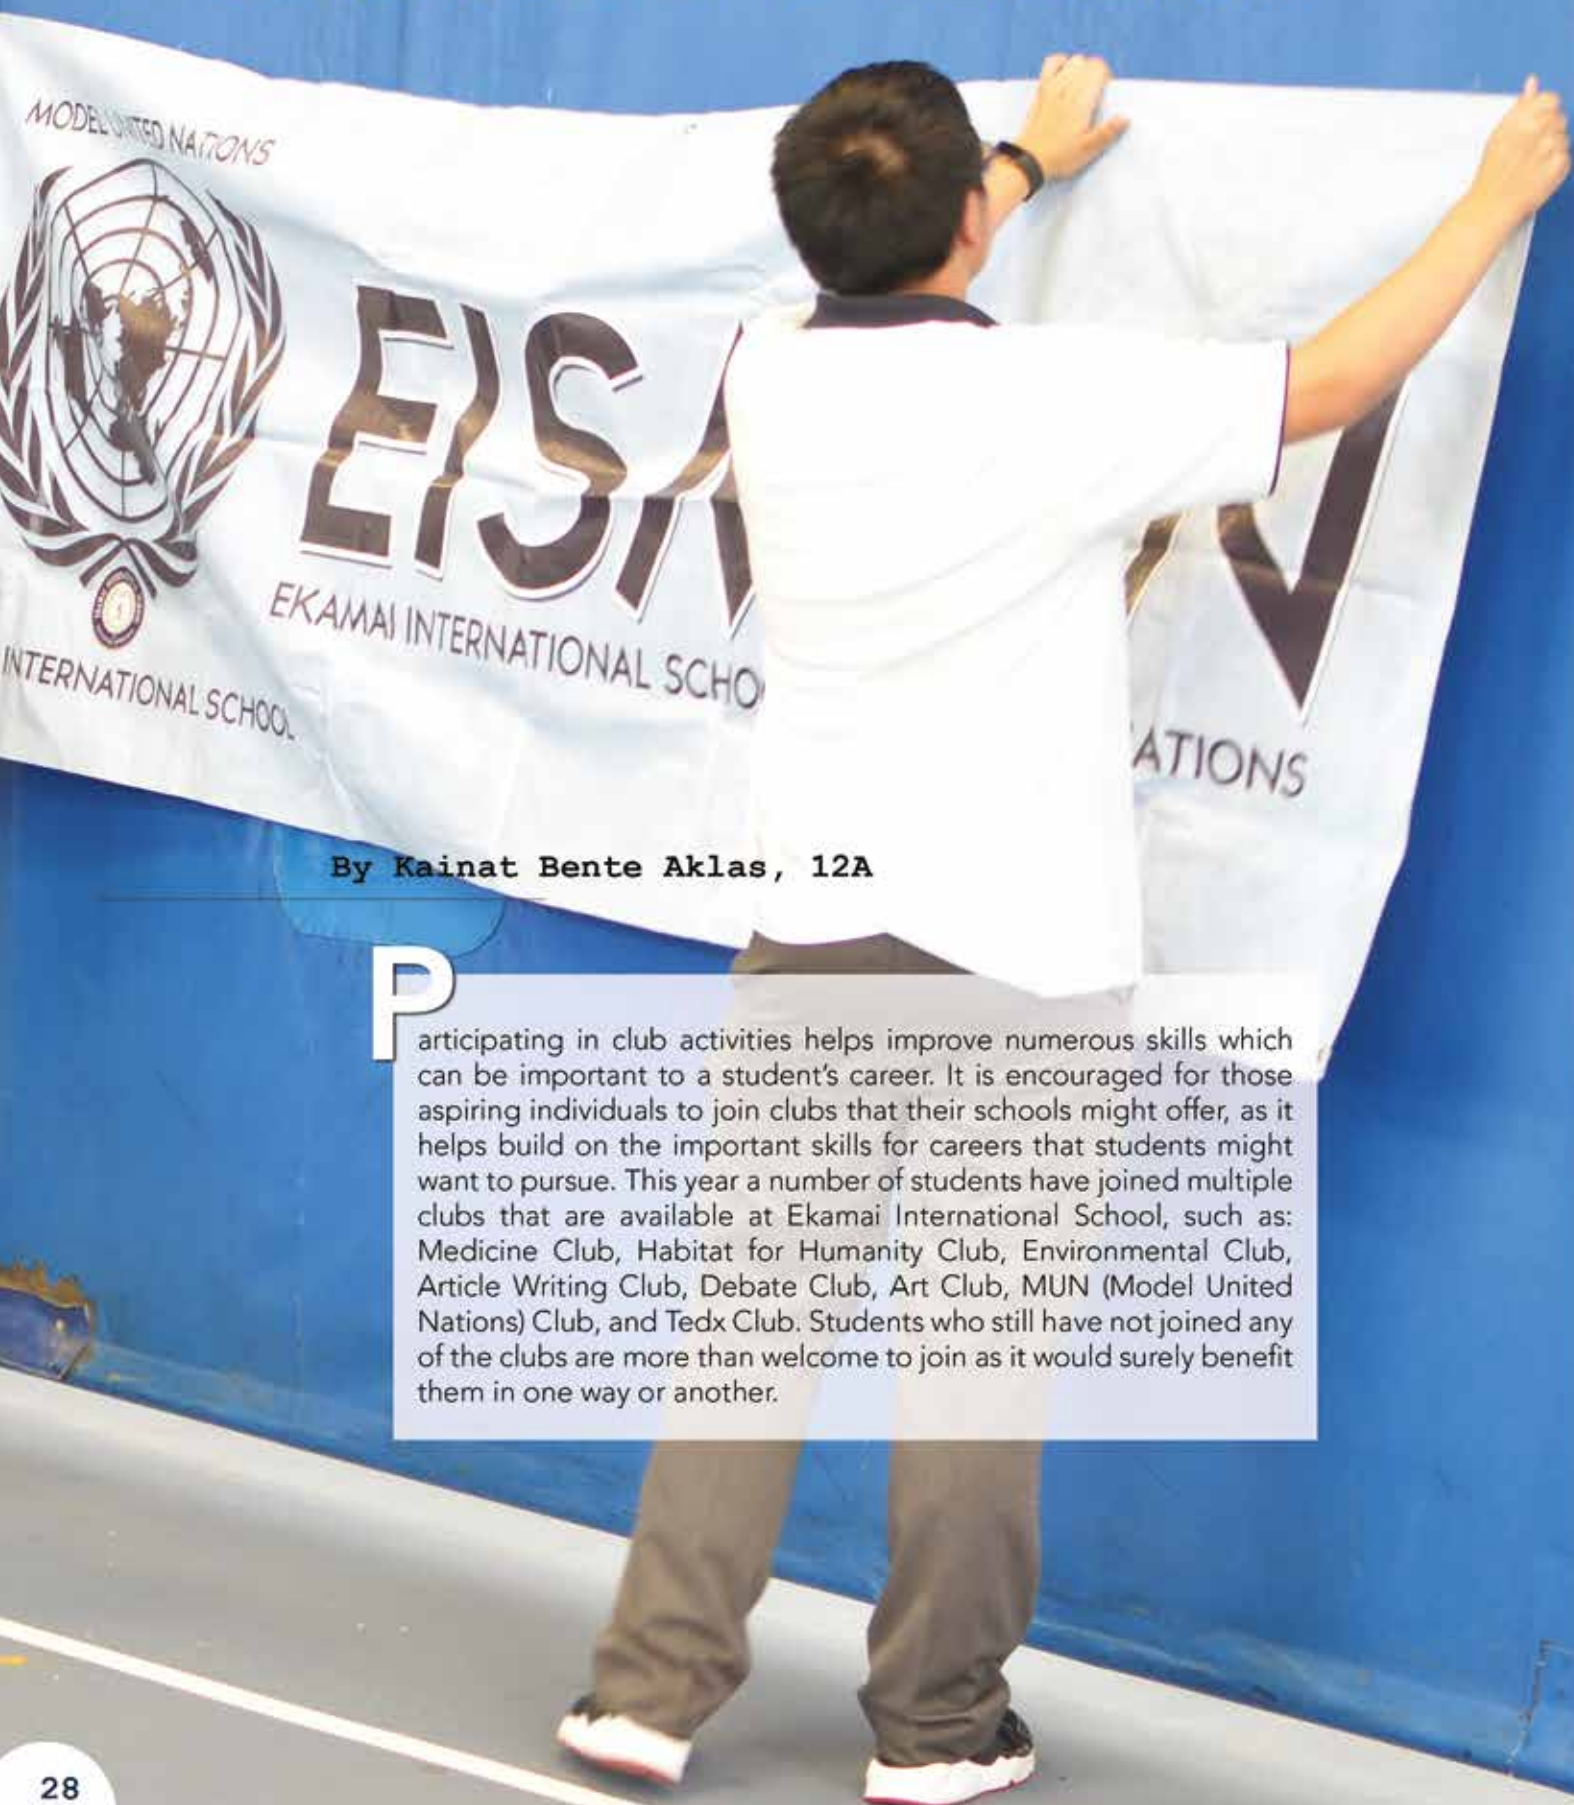 MODEL UNITED NATIONS
EISM
EKAMAI INTERNATIONAL SCHOO
INTERNATIONAL SCHOOL
ATIONS
By Kainat Bente Aklas, 12A
Participating in club activities helps improve numerous skills which
can be important to a student's career. It is encouraged for those
aspiring individuals to join clubs that their schools might offer, as it
helps build on the important skills for careers that students might
want to pursue. This year a number of students have joined multiple
clubs that are available at Ekamai International School, such as:
Medicine Club, Habitat for Humanity Club, Environmental Club,
Article Writing Club, Debate Club, Art Club, MUN (Model United
Nations) Club, and Tedx Club. Students who still have not joined any
of the clubs are more than welcome to join as it would surely benefit
them in one way or another.
28